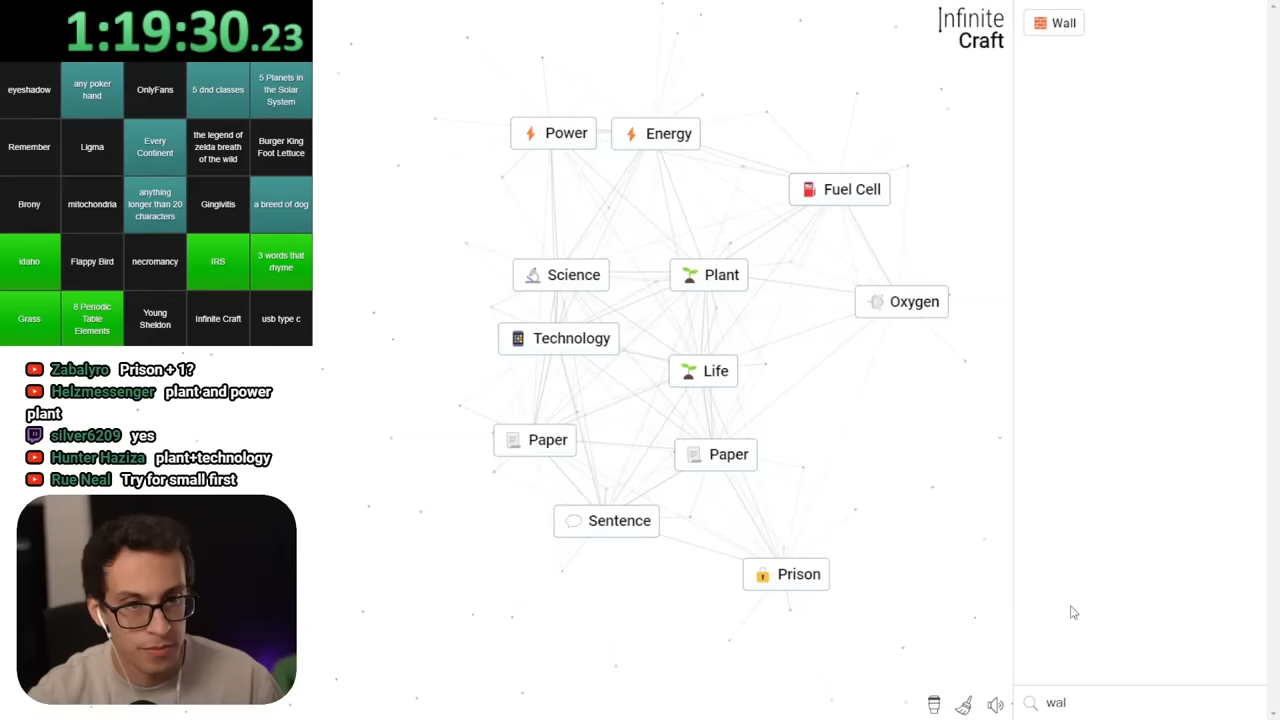 1:19:30.23
eyeshadow
any poker
hand
OnlyFans
5 dnd classes
5 Planets in
the Solar
System
Remember
Ligma
Every
Continent
the legend of
zelda breath
of the wild
Burger King
Foot Lettuce
Brony
mitochondria
anything
longer than 20
characters
Gingivitis
a breed of dog
Idaho
Flappy Bird
necromancy
IRS
3 words that
rhyme
Grass
8 Periodic
Table
Elements
Young
Sheldon
Infinite Craft
usb type c
Zabalyro Prison + 1?
Helzmessenger plant and power
plant
silver6209 yes
Hunter Haziza plant+technology
Rue Neal Try for small first
Infinite
Craft
Power
Energy
Fuel Cell
Science
Plant
Oxygen
Technology
Life
Paper
Paper
Sentence
Prison
Wall
wal